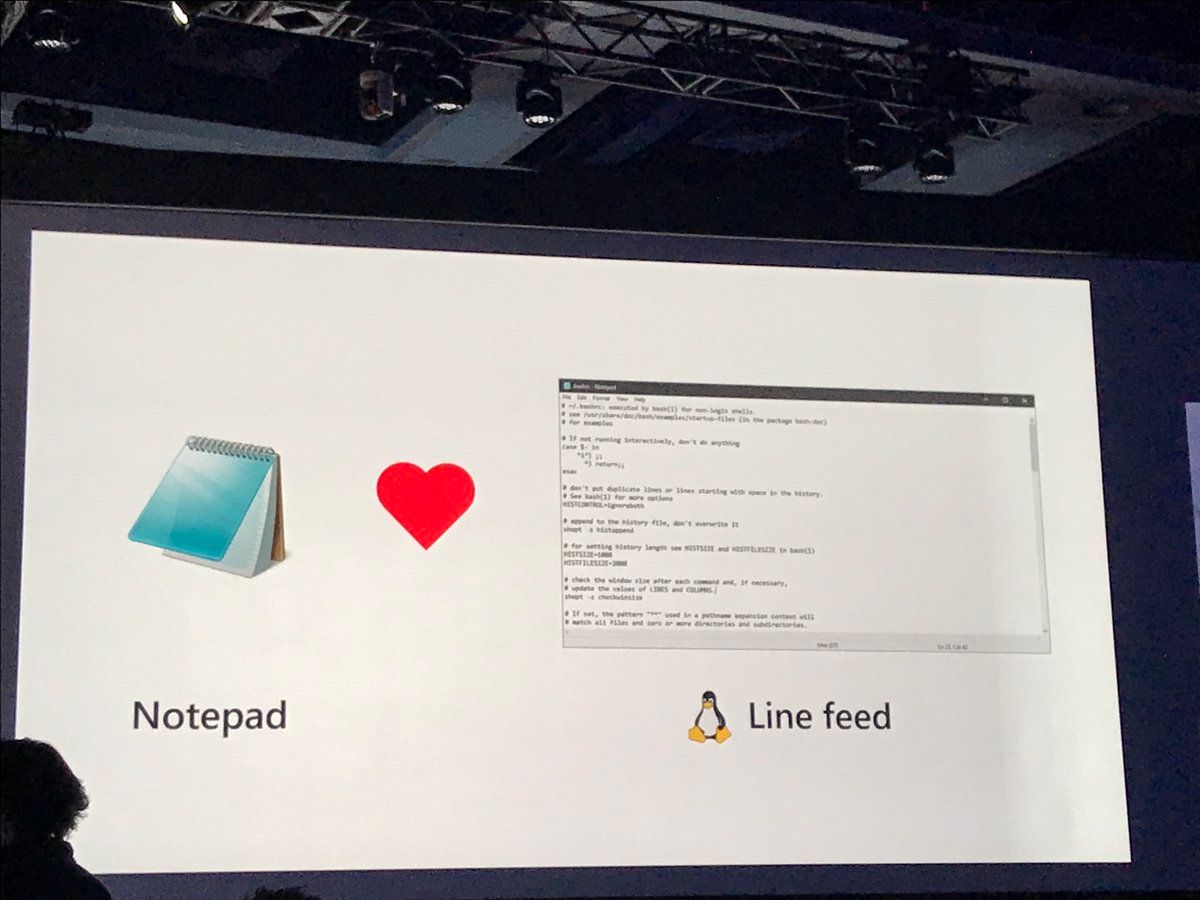 .bashrc - Notepad
File Edit Format View Help
# ~/.bashrc: executed by bash(1) for non-login shells.
# see /usr/share/doc/bash/examples/startup-files (in the package bash-doc)
# for examples
# If not running interactively, don't do anything
case $- in
*i*) ;;
*) return;;
esac
# don't put duplicate lines or lines starting with space in the history.
# See bash(1) for more options
HISTCONTROL=ignoreboth
# append to the history file, don't overwrite it
shopt -s histappend
# for setting history length see HISTSIZE and HISTFILESIZE in bash(1)
HISTSIZE=1000
HISTFILESIZE=2000
# check the window size after each command and, if necessary,
# update the values of LINES and COLUMNS.
shopt -s checkwinsize
# If set, the pattern "**" used in a pathname expansion context will
# match all files and zero or more directories and subdirectories.
Unix (LF)
Notepad
Line feed